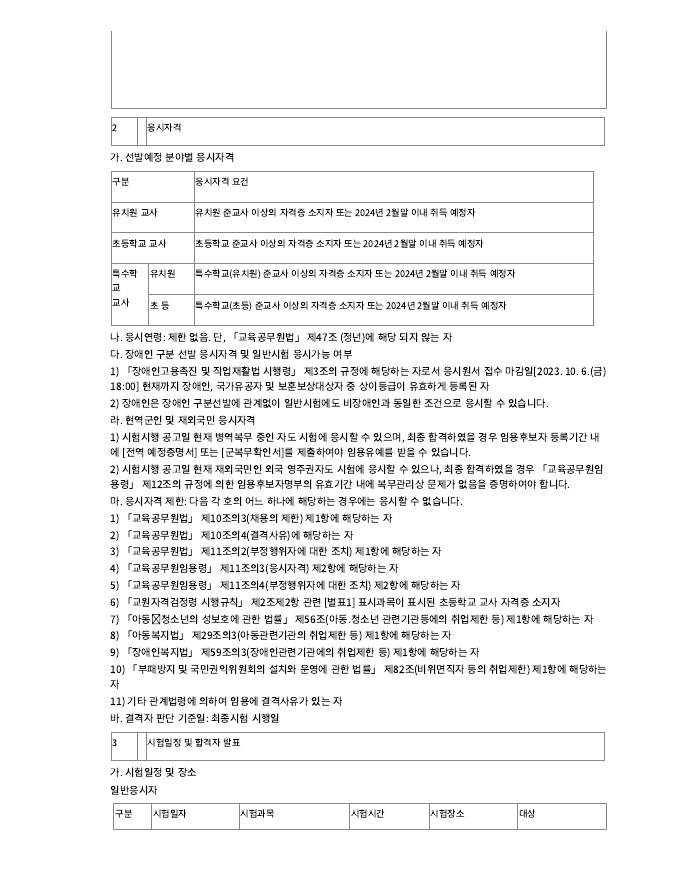 2 응시자격
가. 선발예정 분야별 응시자격
구분 응시자격 요건
유치원 교사 유치원 준교사 이상의 자격증 소지자 또는 2024년 2월말 이내 취득 예정자
초등학교 교사 초등학교 준교사 이상의 자격증 소지자 또는 2024년 2월말 이내 취득 예정자
특수학
교
교사
유치원 특수학교(유치원) 준교사 이상의 자격증 소지자 또는 2024년 2월말 이내 취득 예정자
초 등 특수학교(초등) 준교사 이상의 자격증 소지자 또는 2024년 2월말 이내 취득 예정자
나. 응시연령: 제한 없음. 단, 「교육공무원법」 제47조 (정년)에 해당 되지 않는 자
다. 장애인 구분 선발 응시자격 및 일반시험 응시가능 여부
1) 「장애인고용촉진 및 직업재활법 시행령」 제3조의 규정에 해당하는 자로서 응시원서 접수 마감일[2023. 10. 6.(금)
18:00] 현재까지 장애인, 국가유공자 및 보훈보상대상자 중 상이등급이 유효하게 등록된 자
2) 장애인은 장애인 구분선발에 관계없이 일반시험에도 비장애인과 동일한 조건으로 응시할 수 있습니다.
라. 현역군인 및 재외국민 응시자격
1) 시험시행 공고일 현재 병역복무 중인 자도 시험에 응시할 수 있으며, 최종 합격하였을 경우 임용후보자 등록기간 내
에 [전역 예정증명서] 또는 [군복무확인서]를 제출하여야 임용유예를 받을 수 있습니다.
2) 시험시행 공고일 현재 재외국민인 외국 영주권자도 시험에 응시할 수 있으나, 최종 합격하였을 경우 「교육공무원임
용령」 제12조의 규정에 의한 임용후보자명부의 유효기간 내에 복무관리상 문제가 없음을 증명하여야 합니다.
마. 응시자격 제한: 다음 각 호의 어느 하나에 해당하는 경우에는 응시할 수 없습니다.
1) 「교육공무원법」 제10조의3(채용의 제한) 제1항에 해당하는 자
2) 「교육공무원법」 제10조의4(결격사유)에 해당하는 자
3) 「교육공무원법」 제11조의2(부정행위자에 대한 조치) 제1항에 해당하는 자
4) 「교육공무원임용령」 제11조의3(응시자격) 제2항에 해당하는 자
5) 「교육공무원임용령」 제11조의4(부정행위자에 대한 조치) 제2항에 해당하는 자
6) 「교원자격검정령 시행규칙」 제2조제2항 관련 [별표1] 표시과목이 표시된 초등학교 교사 자격증 소지자
7) 「아동청소년의 성보호에 관한 법률」 제56조(아동.청소년 관련기관등에의 취업제한 등) 제1항에 해당하는 자
8) 「아동복지법」 제29조의3(아동관련기관의 취업제한 등) 제1항에 해당하는 자
9) 「장애인복지법」 제59조의3(장애인관련기관에의 취업제한 등) 제1항에 해당하는 자
10) 「부패방지 및 국민권익위원회의 설치와 운영에 관한 법률」 제82조(비위면직자 등의 취업제한) 제1항에 해당하는
자
11) 기타 관계법령에 의하여 임용에 결격사유가 있는 자
바. 결격자 판단 기준일: 최종시험 시행일
3 시험일정 및 합격자 발표
가. 시험일정 및 장소
일반응시자
구분 시험일자 시험과목 시험시간 시험장소 대상